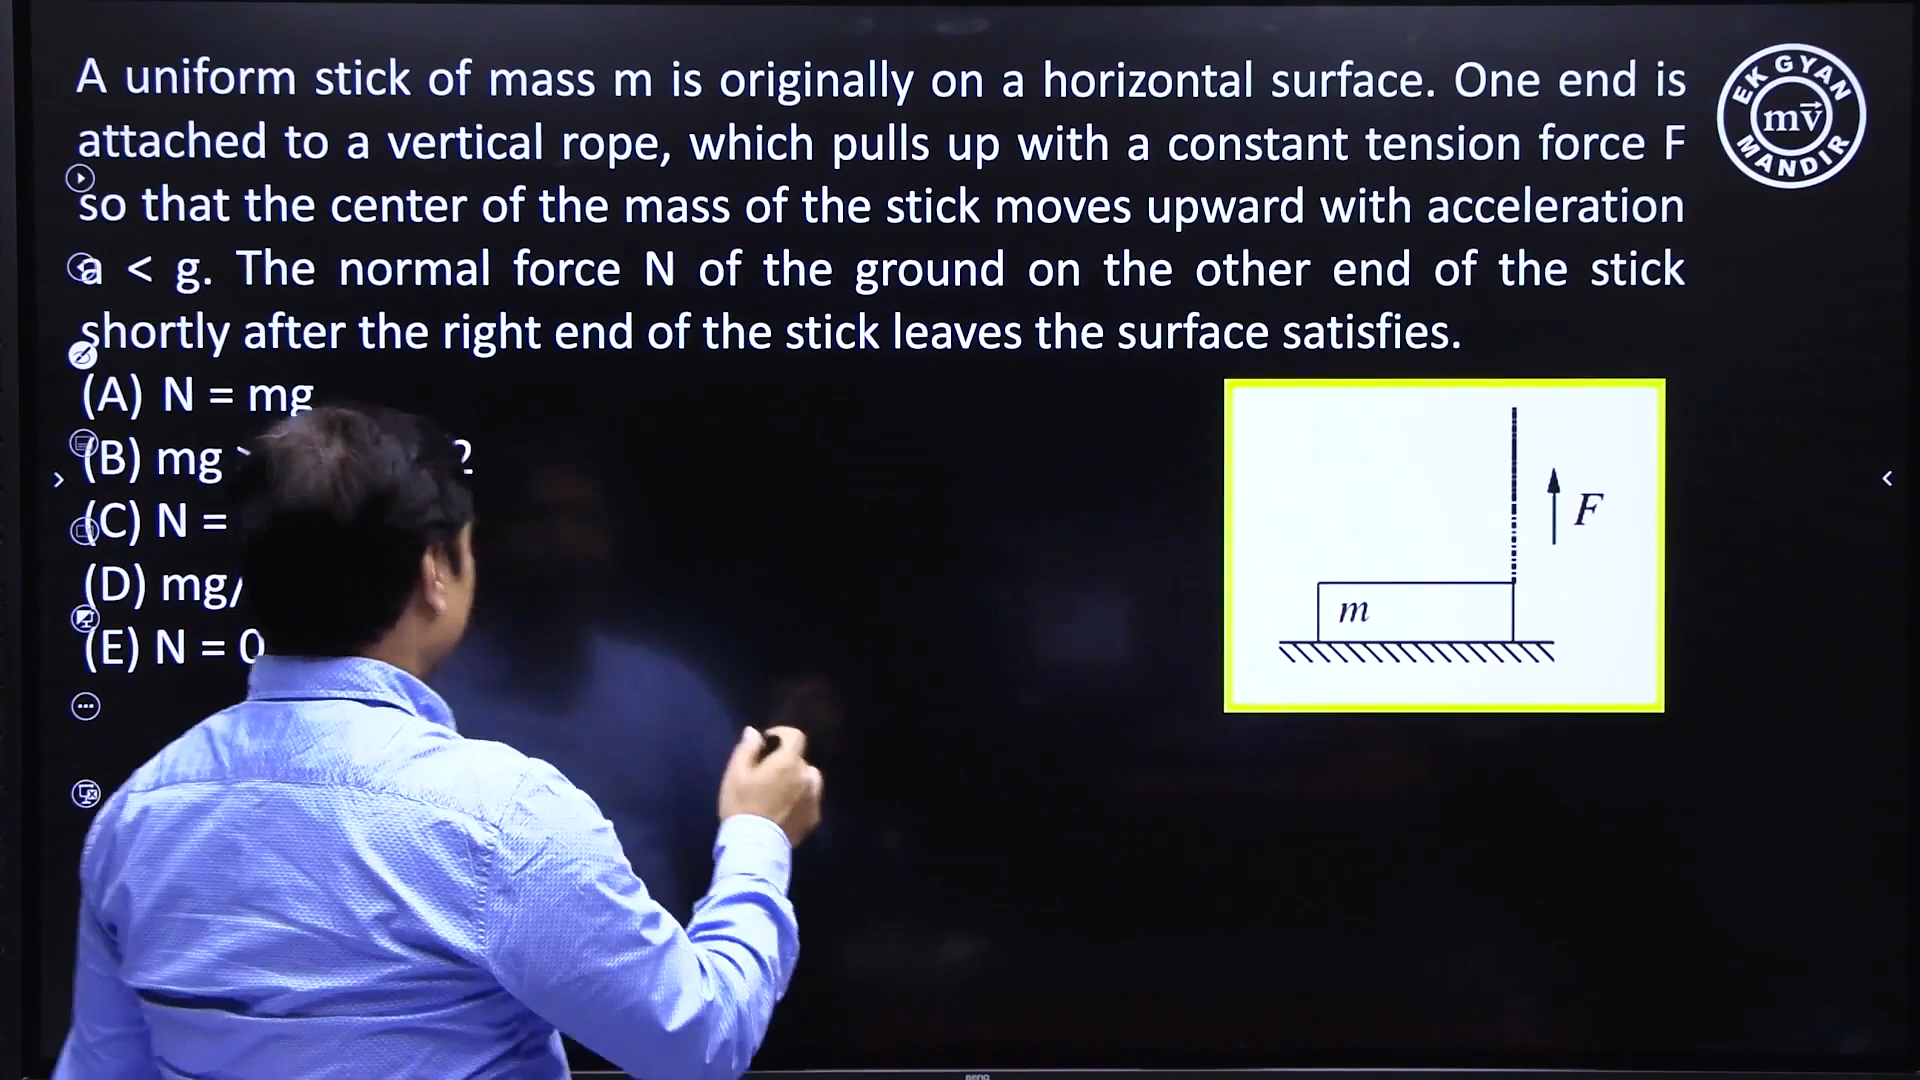 A uniform stick of mass m is originally on a horizontal surface. One end is
attached to a vertical rope, which pulls up with a constant tension force F
so that the center of the mass of the stick moves upward with acceleration
a < g. The normal force N of the ground on the other end of the stick
shortly after the right end of the stick leaves the surface satisfies.
(A) N = mg
(B) mg 2
(C) N =
(D) mg/
(E) N = 0
EK GYAN
mv⃗
MANDIR
F
m
BenQ